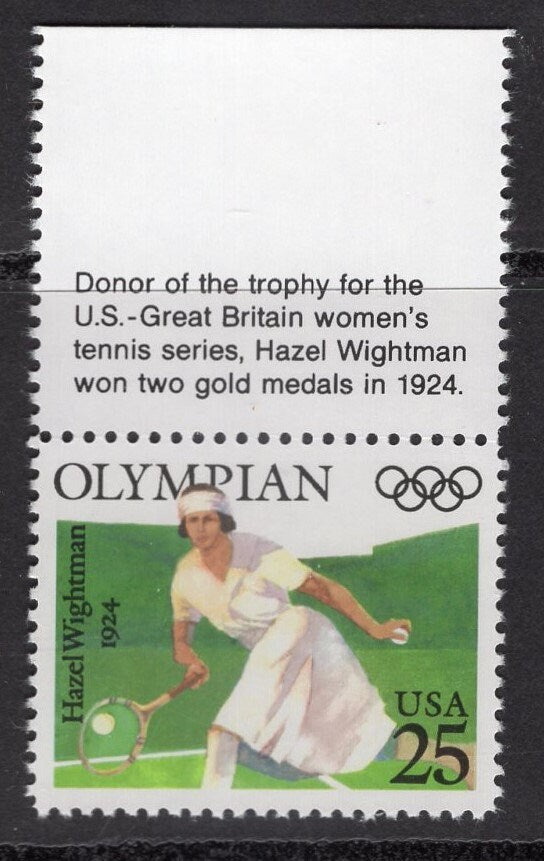 Donor of the trophy for the
U.S.-Great Britain women's
tennis series, Hazel Wightman
won two gold medals in 1924.
OLYMPIAN
Hazel Wightman
1924
USA
25